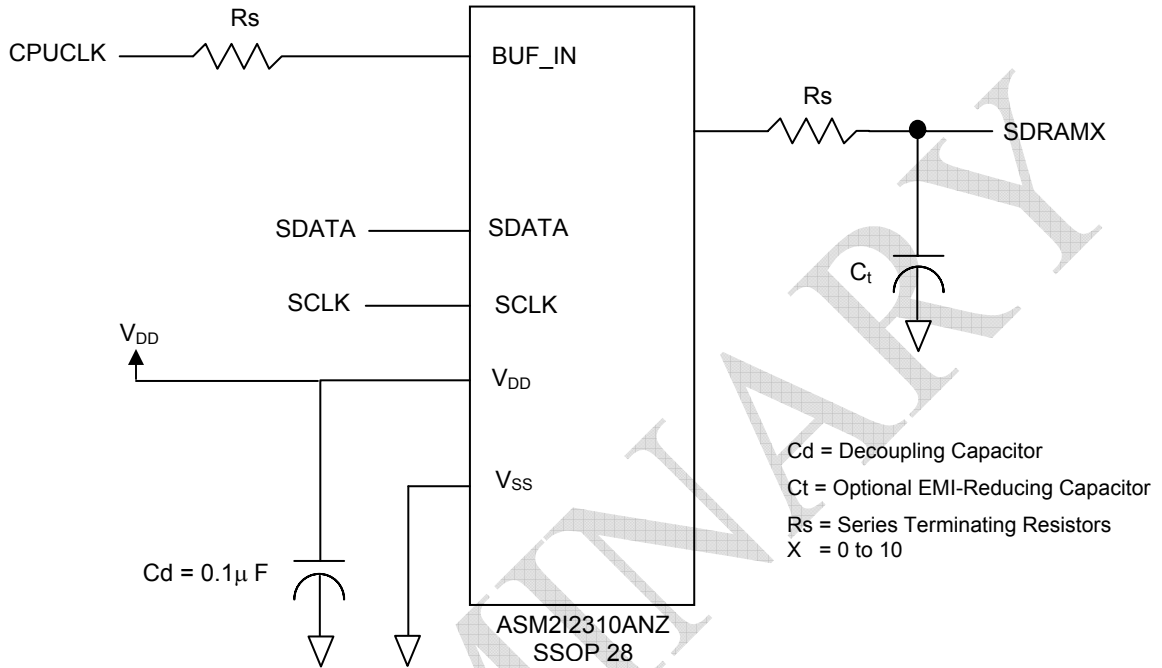 Rs
CPUCLK
BUF_IN
Rs
SDRAMX
SDATA
SDATA
Ct
SCLK
SCLK
VDD
VDD
Cd = Decoupling Capacitor
Ct = Optional EMI-Reducing Capacitor
VSS
Rs = Series Terminating Resistors
X = 0 to 10
Cd = 0.1μ F
ASM2I2310ANZ
SSOP 28
MINARY